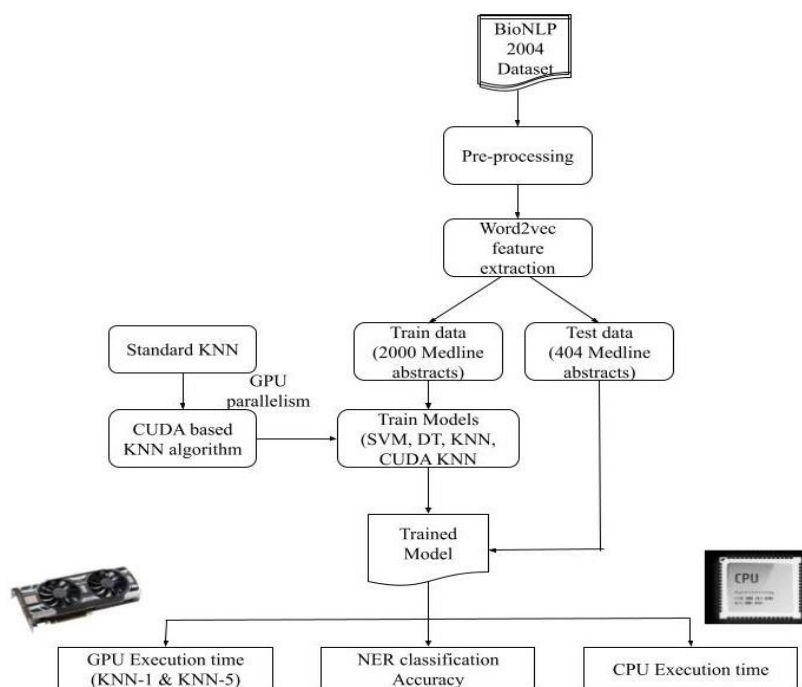 BioNLP
2004
Dataset
Pre-processing
Word2vec
feature
extraction
Train data
(2000 Medline
abstracts)
Test data
(404 Medline
abstracts)
Standard KNN
GPU
parallelism
CUDA based
KNN algorithm
Train Models
(SVM, DT, KNN,
CUDA KNN
Trained
Model
CPU
GPU Execution time
(KNN-1 & KNN-5)
NER classification
Accuracy
CPU Execution time